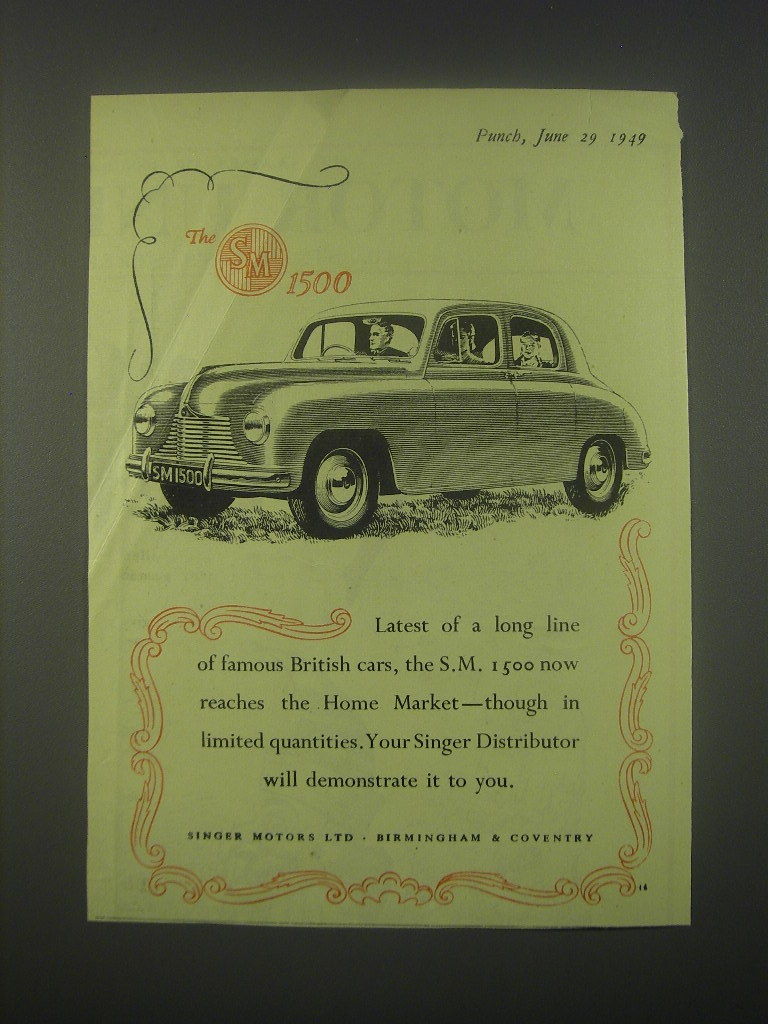 Punch, June 29 1949
The SM 1500
SM 1500
Latest of a long line
of famous British cars, the S.M. 1500 now
reaches the Home Market—though in
limited quantities. Your Singer Distributor
will demonstrate it to you.
SINGER MOTORS LTD · BIRMINGHAM & COVENTRY